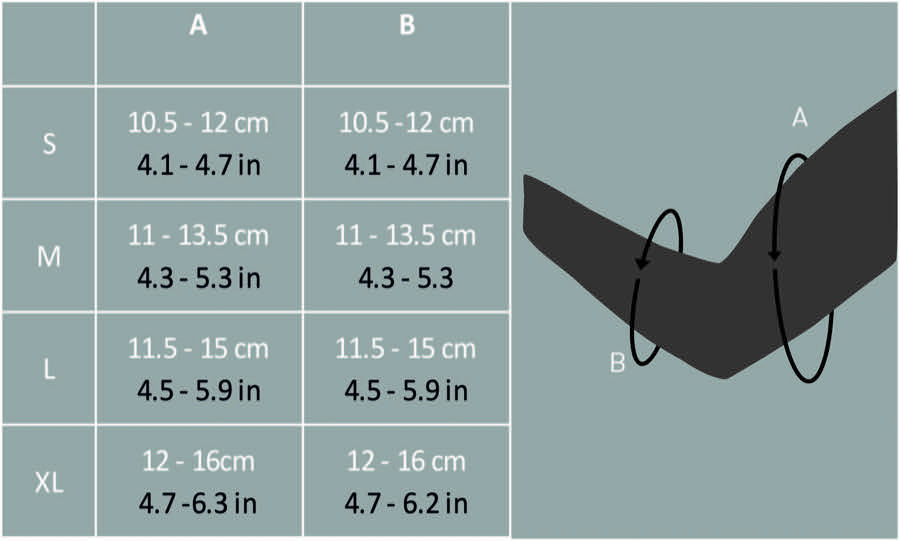 A
B
S
10.5 - 12 cm
4.1 - 4.7 in
10.5 -12 cm
4.1 - 4.7 in
M
11 - 13.5 cm
4.3 - 5.3 in
11 - 13.5 cm
4.3 - 5.3
L
11.5 - 15 cm
4.5 - 5.9 in
11.5 - 15 cm
4.5 - 5.9 in
XL
12 - 16cm
4.7 -6.3 in
12 - 16 cm
4.7 - 6.2 in
A
B